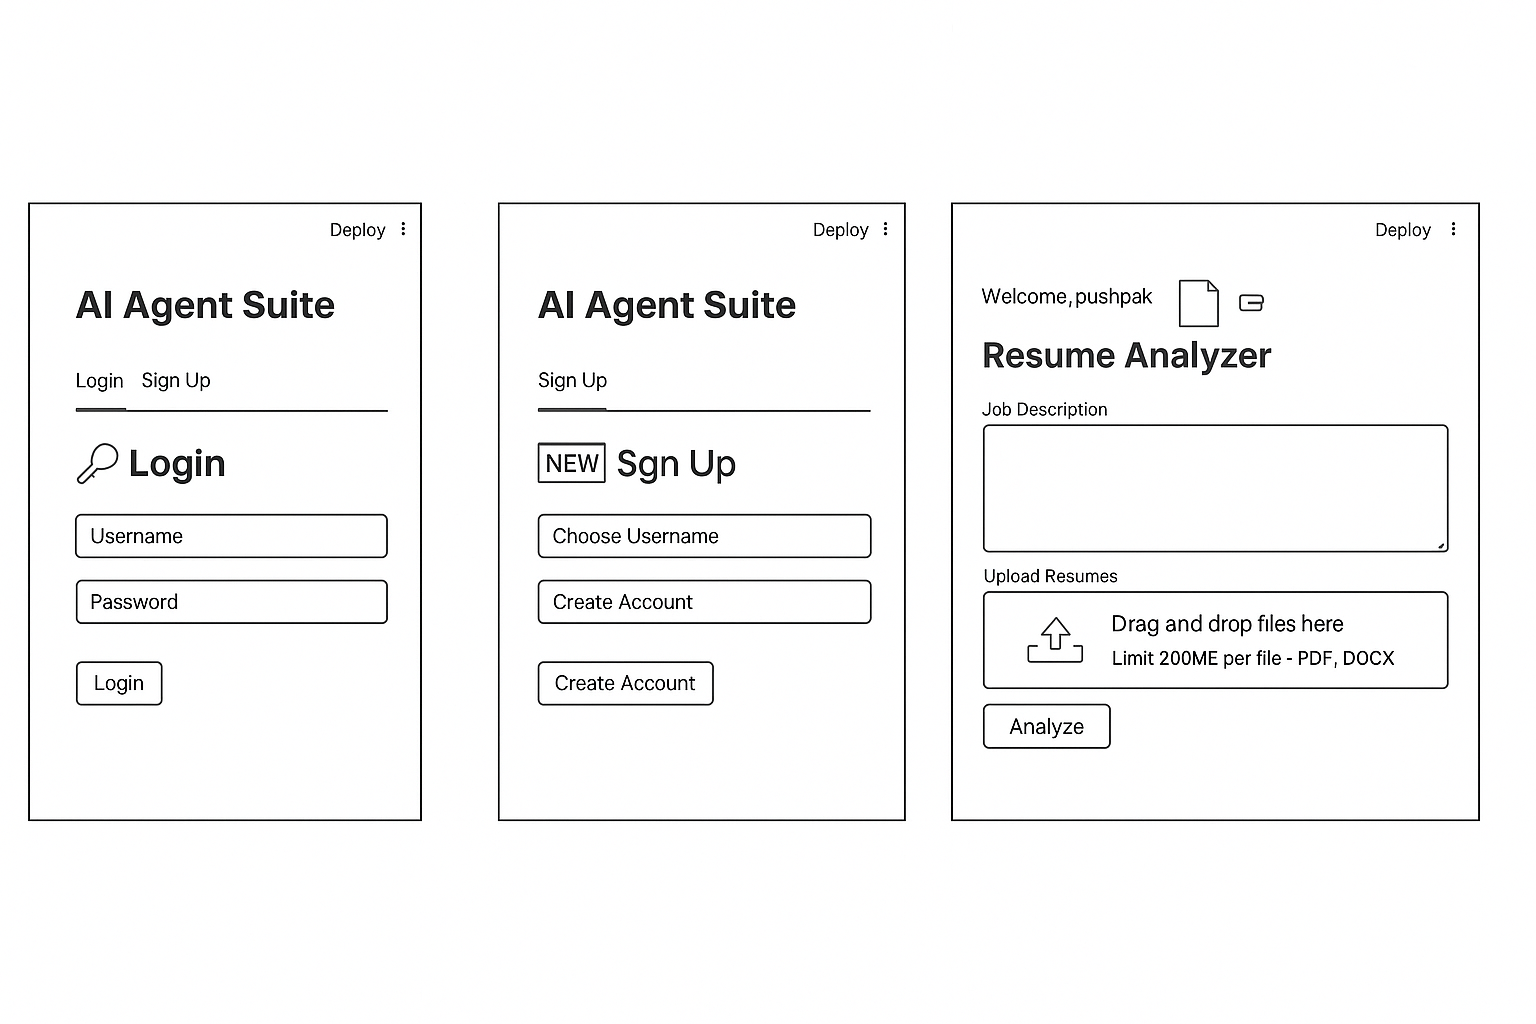 Deploy
AI Agent Suite
Login Sign Up
Login
Username
Password
Login
Deploy
AI Agent Suite
Sign Up
NEW Sgn Up
Choose Username
Create Account
Create Account
Deploy
Welcome, pushpak
Resume Analyzer
Job Description
Upload Resumes
Drag and drop files here
Limit 200ME per file - PDF, DOCX
Analyze